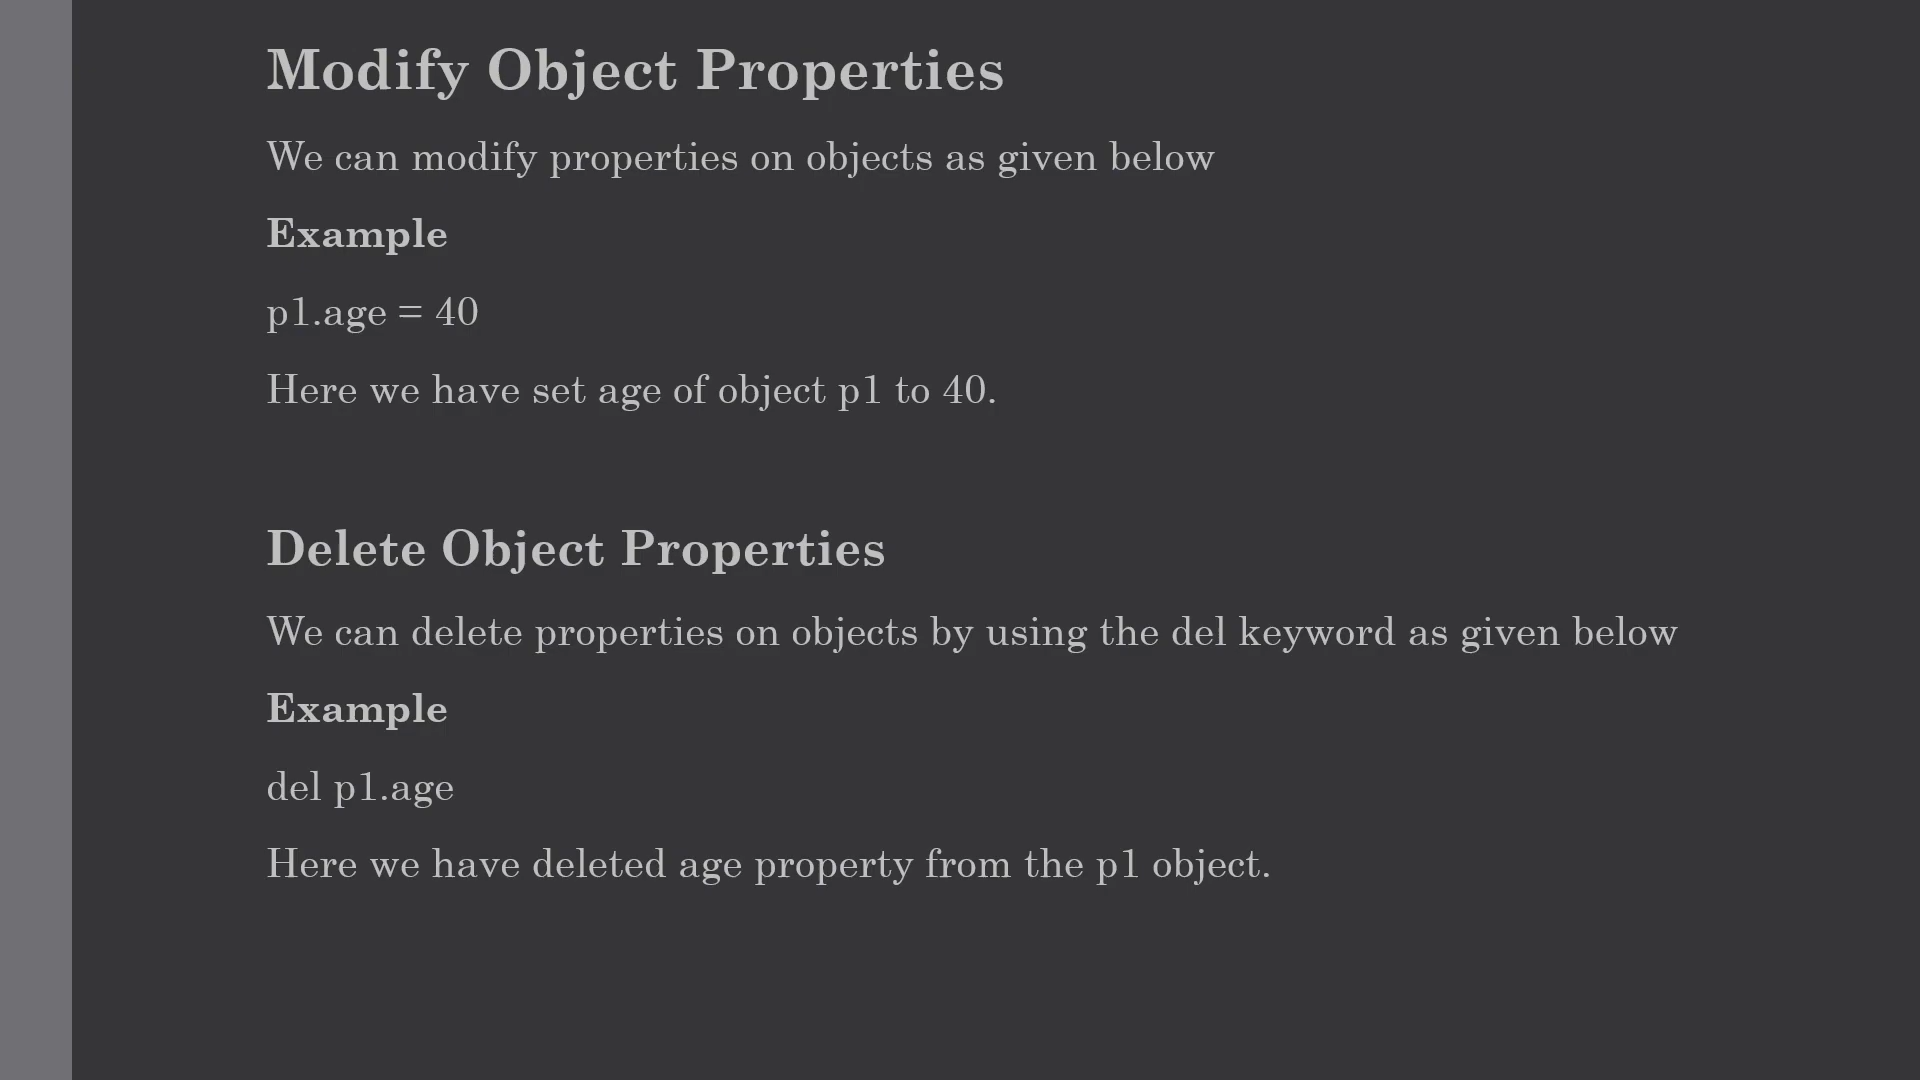 Modify Object Properties
We can modify properties on objects as given below
Example
p1.age = 40
Here we have set age of object p1 to 40.
Delete Object Properties
We can delete properties on objects by using the del keyword as given below
Example
del p1.age
Here we have deleted age property from the p1 object.